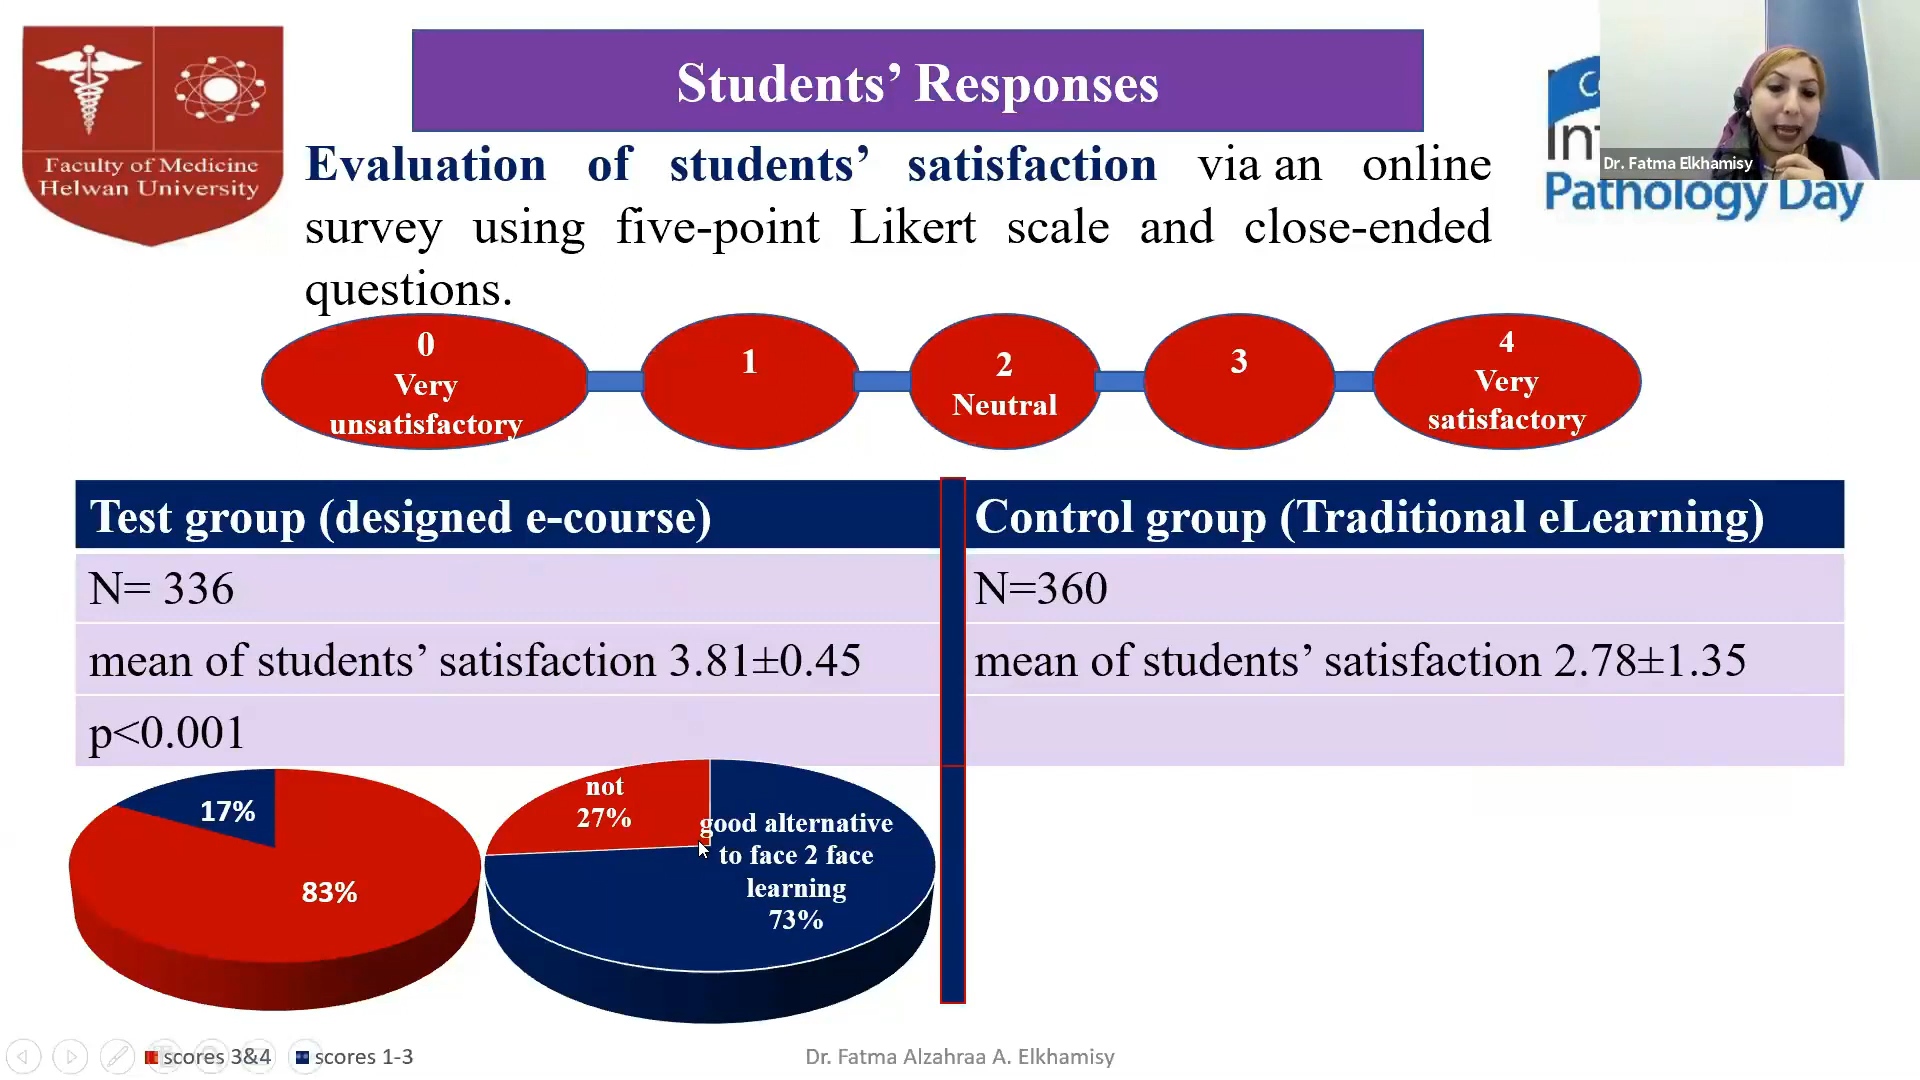 Faculty of Medicine
Helwan University
Students’ Responses
Dr. Fatma Elkhamisy
Pathology Day
Evaluation of students’ satisfaction via an online
survey using five-point Likert scale and close-ended
questions.
0
Very
unsatisfactory
1
2
Neutral
3
4
Very
satisfactory
Test group (designed e-course)
Control group (Traditional eLearning)
N= 336
N=360
mean of students’ satisfaction 3.81±0.45
mean of students’ satisfaction 2.78±1.35
p<0.001
17%
83%
not
27%
good alternative
to face 2 face
learning
73%
scores 3&4
scores 1-3
Dr. Fatma Alzahraa A. Elkhamisy